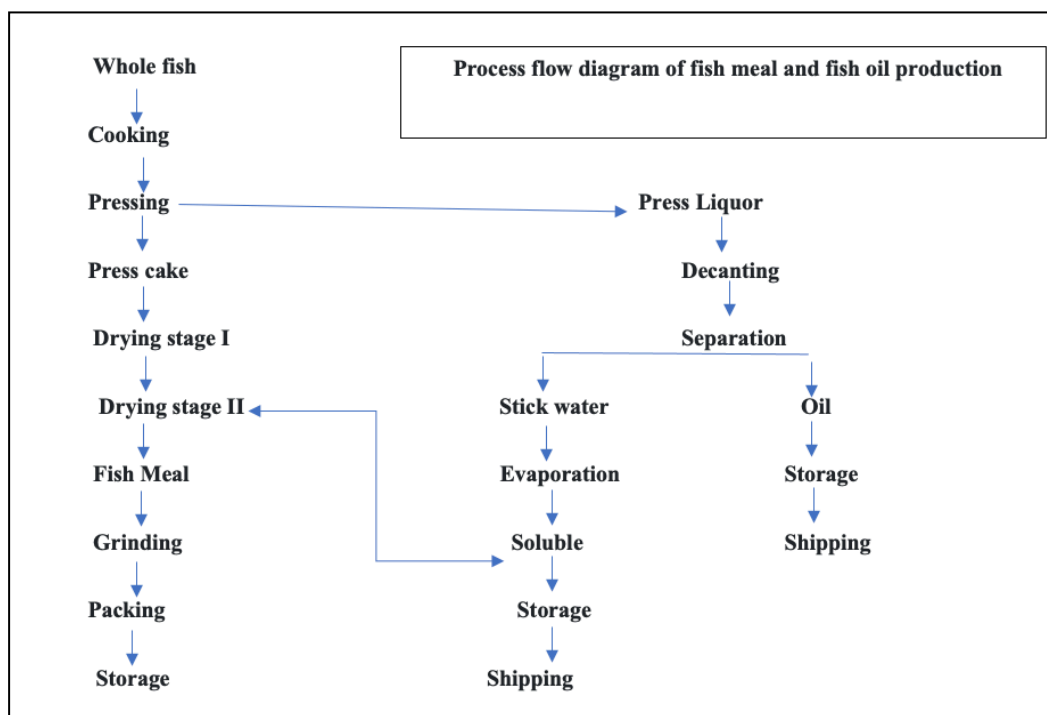 Process flow diagram of fish meal and fish oil production
Whole fish
Cooking
Pressing
Press cake
Drying stage I
Drying stage II
Fish Meal
Grinding
Packing
Storage
Press Liquor
Decanting
Separation
Stick water
Evaporation
Soluble
Storage
Shipping
Oil
Storage
Shipping